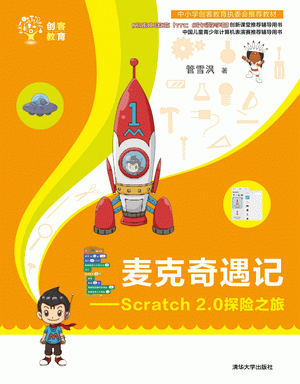 创客
教育
中小学创客教育执委会推荐教材
创新课堂推荐辅导用书
中国儿童青少年计算机表演赛推荐辅导用书
管雪沨 著
1
麦克奇遇记
——Scratch 2.0探险之旅
清华大学出版社